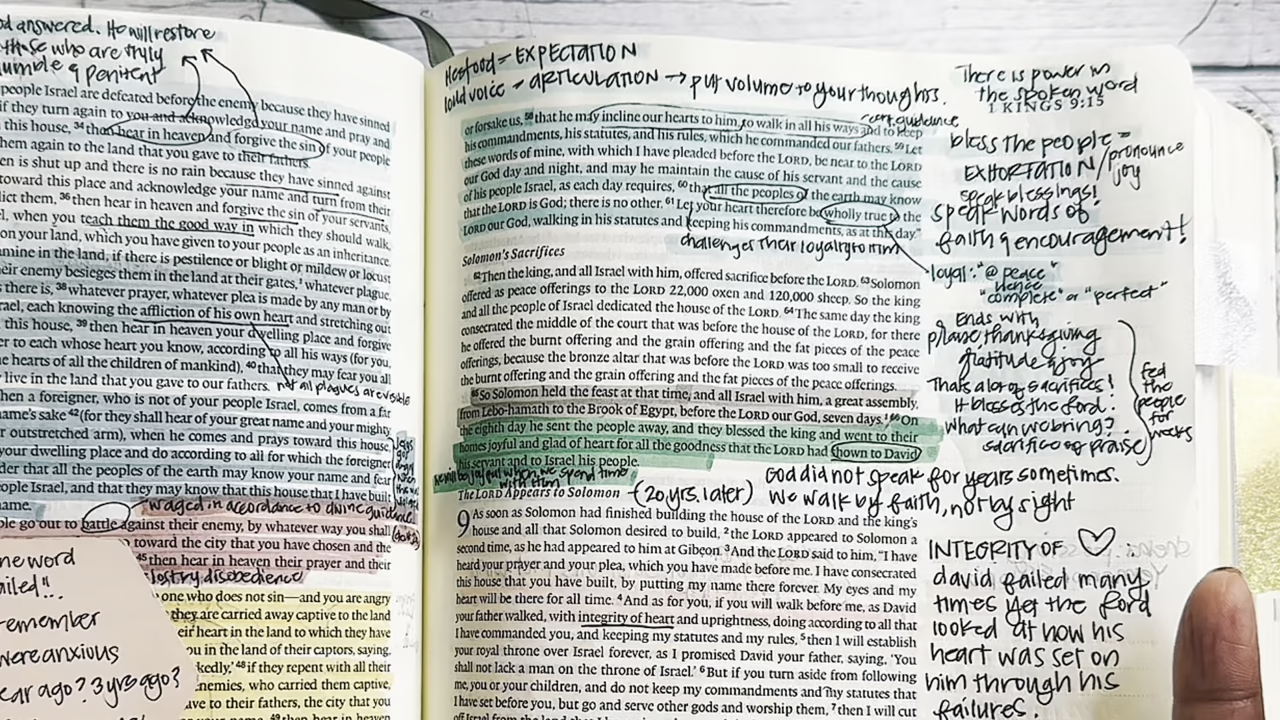 od answered. He will restore
those who are truly
umble & penitent
people Israel are defeated before the enemy because they have sinned
if they turn again to you and acknowledge your name and pray and
this house, 34 then hear in heaven and forgive the sin of your people
hem again to the land that you gave to their fathers.
en is shut up and there is no rain because they have sinned against
toward this place and acknowledge your name and turn from their
lict them, 36 then hear in heaven and forgive the sin of your servants,
l, when you teach them the good way in which they should walk,
on your land, which you have given to your people as an inheritance.
amine in the land, if there is pestilence or blight or mildew or locust
eir enemy besieges them in the land at their gates, whatever plague,
s there is, 38 whatever prayer, whatever plea is made by any man or by
rael, each knowing the affliction of his own heart and stretching out
this house, 39 then hear in heaven your dwelling place and forgive
er to each whose heart you know, according to all his ways (for you,
he hearts of all the children of mankind), 40 that they may fear you all
live in the land that you gave to our fathers.
not all plagues are visible
hen a foreigner, who is not of your people Israel, comes from a far
ame's sake 42 (for they shall hear of your great name and your mighty
outstretched arm), when he comes and prays toward this house,
your dwelling place and do according to all for which the foreigner
der that all the peoples of the earth may know your name and fear
ople Israel, and that they may know that this house that I have built
name.
waged in accordance to divine guidance
ple go out to battle against their enemy, by whatever way you shall
toward the city that you have chosen and the
45 then hear in heaven their prayer and their
disobedience
one who does not sin—and you are angry
they are carried away captive to the land
eir heart in the land to which they have
you in the land of their captors, saying,
kedly,' 48 if they repent with all their
enemies, who carried them captive,
ave to their fathers, the city that you
49 then hear in heaven
ne word
ailed!!
emember
were anxious
ear ago? 3 yrs ago?
= EXPECTATION
loud voice = ARTICULATION → put volume to your thoughts.
There is power in
the spoken word
1 KINGS 9:15
guidance
or forsake us, 58 that he may incline our hearts to him, to walk in all his ways and to keep
his commandments, his statutes, and his rules, which he commanded our fathers. 59 Let
these words of mine, with which I have pleaded before the LORD, be near to the LORD
our God day and night, and may he maintain the cause of his servant and the cause
of his people Israel, as each day requires, 60 that all the peoples of the earth may know
that the LORD is God; there is no other. 61 Let your heart therefore be wholly true to the
LORD our God, walking in his statutes and keeping his commandments, as at this day."
challenges their loyalty to Him
bless the people =
EXHORTATION / pronounce joy
speak blessings!
speak words of
faith & encouragement!
loyal: "@ peace"
hence
"complete" or "perfect"
Solomon's Sacrifices
62 Then the king, and all Israel with him, offered sacrifice before the LORD. 63 Solomon
offered as peace offerings to the LORD 22,000 oxen and 120,000 sheep. So the king
and all the people of Israel dedicated the house of the LORD. 64 The same day the king
consecrated the middle of the court that was before the house of the LORD, for there
he offered the burnt offering and the grain offering and the fat pieces of the peace
offerings, because the bronze altar that was before the LORD was too small to receive
the burnt offering and the grain offering and the fat pieces of the peace offerings.
65 So Solomon held the feast at that time, and all Israel with him, a great assembly,
from Lebo-hamath to the Brook of Egypt, before the LORD our God, seven days. 66 On
the eighth day he sent the people away, and they blessed the king and went to their
homes joyful and glad of heart for all the goodness that the LORD had shown to David
his servant and to Israel his people.
Ends with
praise, thanksgiving
gratitude & joy
Thats a lot of sacrifices!
It blesses the Lord.
what can we bring?
sacrifice of praise
fed
the
people
for
weeks
we will be joyful when we spend time
with Him
The LORD Appears to Solomon
(20 yrs. later)
God did not speak for years sometimes.
We walk by faith, not by sight
9 As soon as Solomon had finished building the house of the LORD and the king's
house and all that Solomon desired to build, 2 the LORD appeared to Solomon a
second time, as he had appeared to him at Gibeon. 3 And the LORD said to him, "I have
heard your prayer and your plea, which you have made before me. I have consecrated
this house that you have built, by putting my name there forever. My eyes and my
heart will be there for all time. 4 And as for you, if you will walk before me, as David
your father walked, with integrity of heart and uprightness, doing according to all that
I have commanded you, and keeping my statutes and my rules, 5 then I will establish
your royal throne over Israel forever, as I promised David your father, saying, 'You
shall not lack a man on the throne of Israel.' 6 But if you turn aside from following
me, you or your children, and do not keep my commandments and my statutes that
I have set before you, but go and serve other gods and worship them, 7 then I will cut
off Israel from the land that I have
INTEGRITY OF ♡:
david failed many
times yet the Lord
looked at how his
heart was set on
him through his
failures.